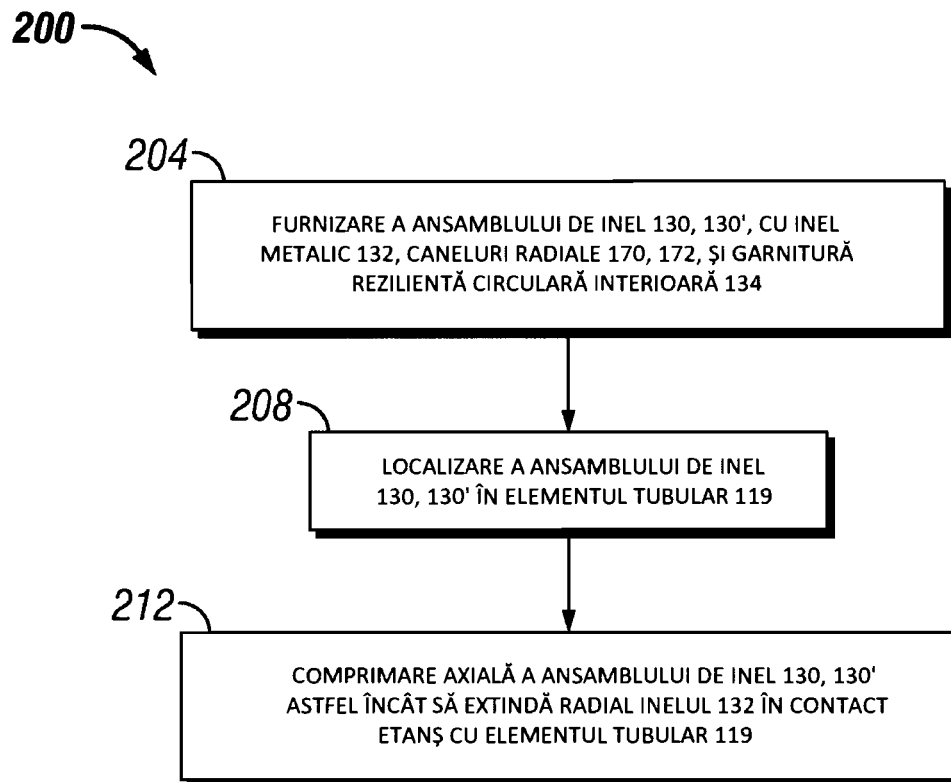 200
204
FURNIZARE A ANSAMBLULUI DE INEL 130, 130', CU INEL
METALIC 132, CANELURI RADIALE 170, 172, ȘI GARNITURĂ
REZILIENTĂ CIRCULARĂ INTERIOARĂ 134
208
LOCALIZARE A ANSAMBLULUI DE INEL
130, 130' ÎN ELEMENTUL TUBULAR 119
212
COMPRIMARE AXIALĂ A ANSAMBLULUI DE INEL 130, 130'
ASTFEL ÎNCÂT SĂ EXTINDĂ RADIAL INELUL 132 ÎN CONTACT
ETANȘ CU ELEMENTUL TUBULAR 119